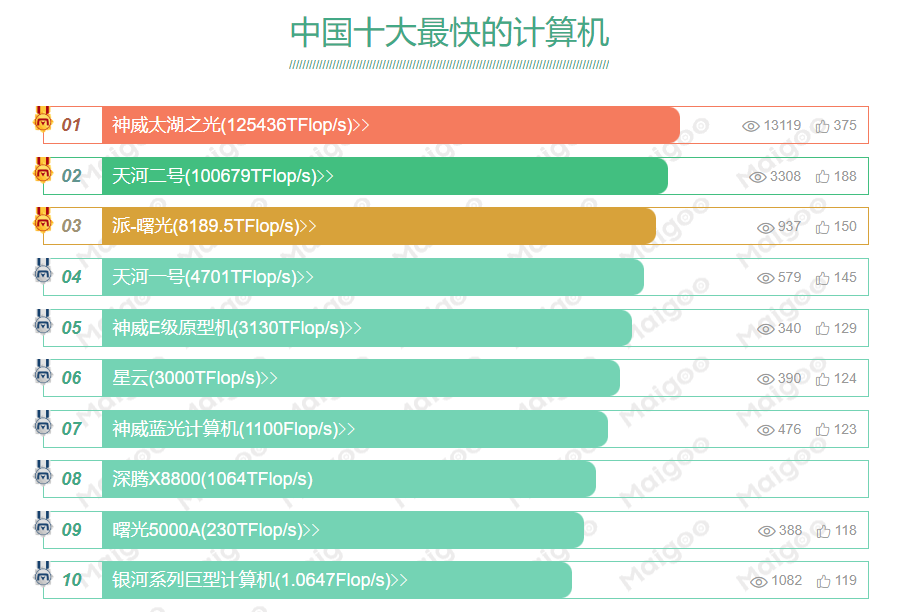 中国十大最快的计算机
01 神威太湖之光(125436TFlop/s)>> 13119 375
02 天河二号(100679TFlop/s)>> 3308 188
03 派-曙光(8189.5TFlop/s)>> 937 150
04 天河一号(4701TFlop/s)>> 579 145
05 神威E级原型机(3130TFlop/s)>> 340 129
06 星云(3000TFlop/s)>> 390 124
07 神威蓝光计算机(1100Flop/s)>> 476 123
08 深腾X8800(1064TFlop/s)
09 曙光5000A(230TFlop/s)>> 388 118
10 银河系列巨型计算机(1.0647Flop/s)>> 1082 119